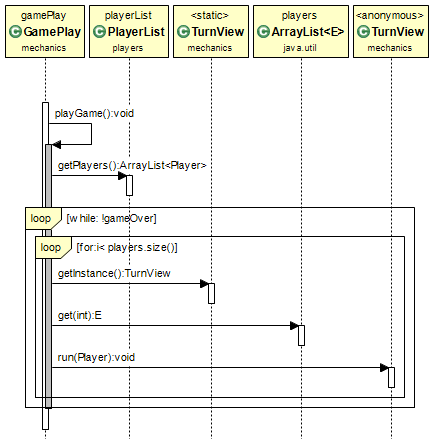 gamePlay
GamePlay
mechanics
playerList
PlayerList
players
<static>
TurnView
mechanics
players
ArrayList<E>
java.util
<anonymous>
TurnView
mechanics
playGame():void
getPlayers():ArrayList<Player>
loop [while: !gameOver]
loop [for:i< players.size()]
getInstance():TurnView
get(int):E
run(Player):void